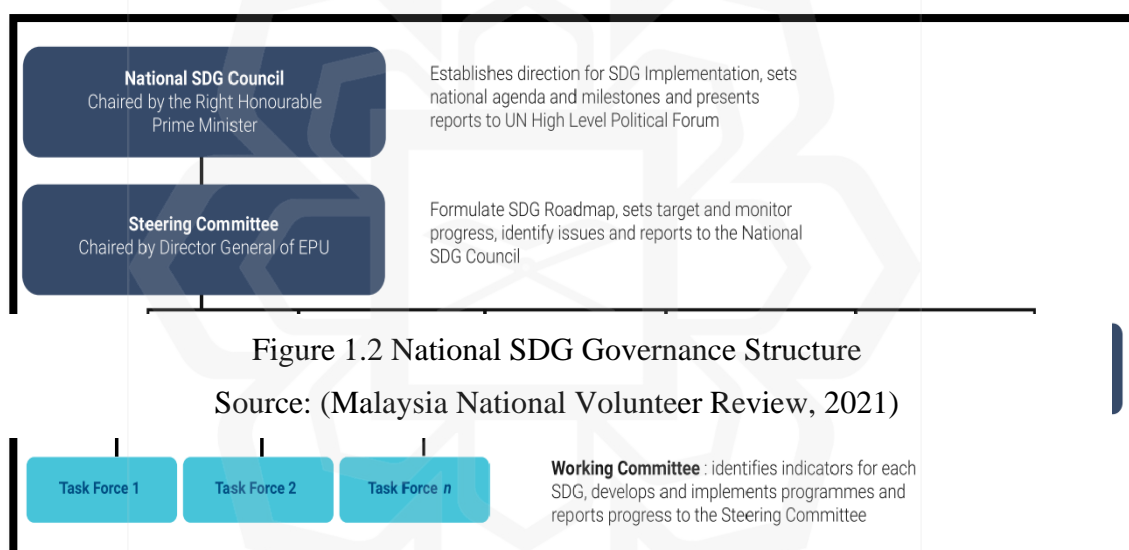 National SDG Council
Chaired by the Right Honourable
Prime Minister
Establishes direction for SDG Implementation, sets
national agenda and milestones and presents
reports to UN High Level Political Forum
Steering Committee
Chaired by Director General of EPU
Formulate SDG Roadmap, sets target and monitor
progress, identify issues and reports to the National
SDG Council
Figure 1.2 National SDG Governance Structure
Source: (Malaysia National Volunteer Review, 2021)
Task Force 1
Task Force 2
Task Force n
Working Committee : identifies indicators for each
SDG, develops and implements programmes and
reports progress to the Steering Committee